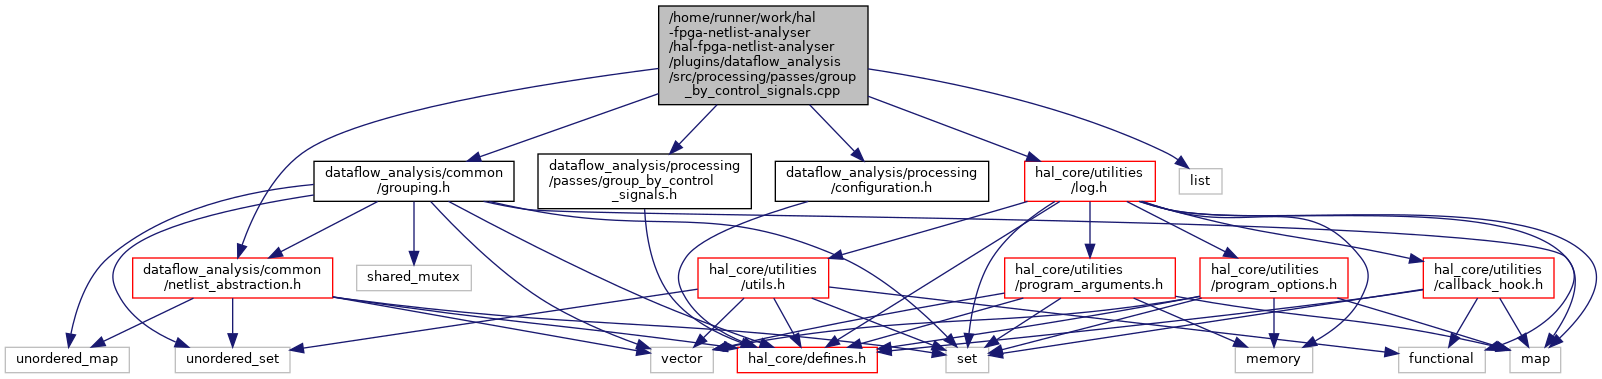 /home/runner/work/hal
-fpga-netlist-analyser
/hal-fpga-netlist-analyser
/plugins/dataflow_analysis
/src/processing/passes/group
_by_control_signals.cpp
dataflow_analysis/common
/grouping.h
dataflow_analysis/processing
/passes/group_by_control
_signals.h
dataflow_analysis/processing
/configuration.h
hal_core/utilities
/log.h
list
dataflow_analysis/common
/netlist_abstraction.h
shared_mutex
hal_core/utilities
/utils.h
hal_core/utilities
/program_arguments.h
hal_core/utilities
/program_options.h
hal_core/utilities
/callback_hook.h
unordered_map
unordered_set
vector
hal_core/defines.h
set
memory
functional
map